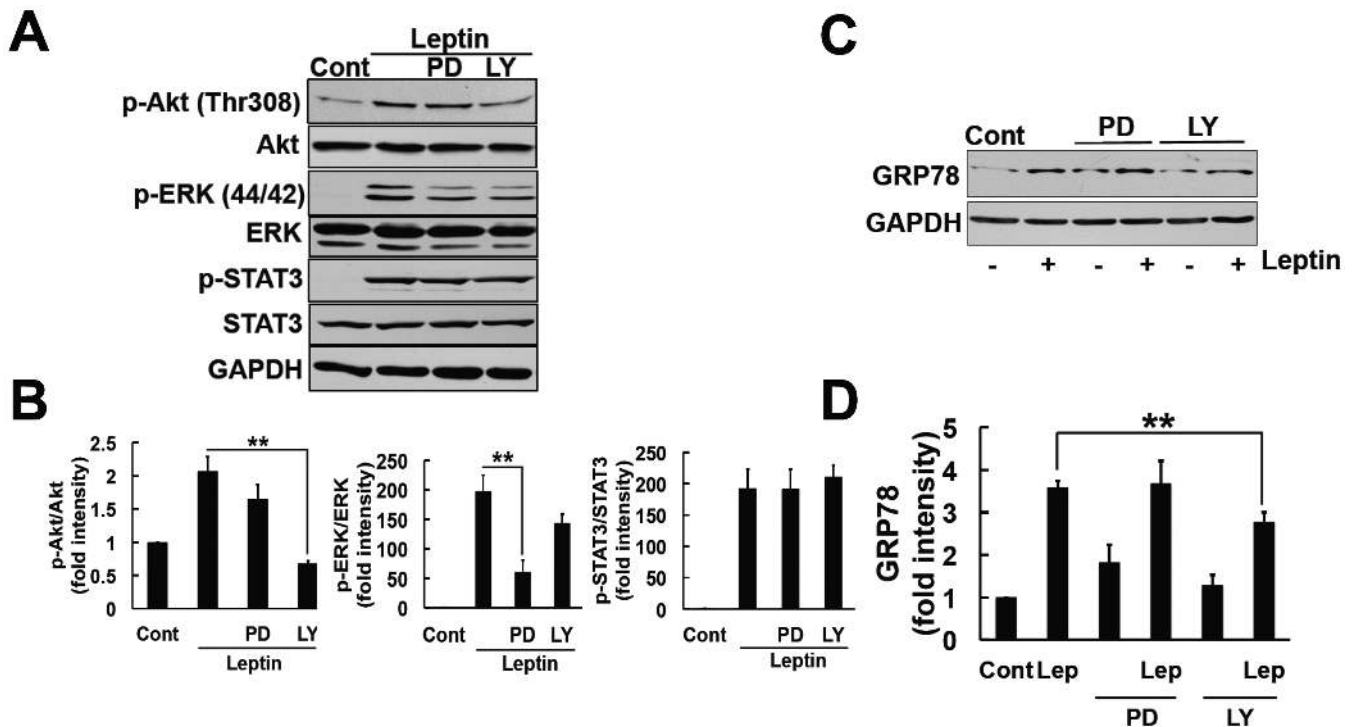 A
Leptin
Cont PD LY
p-Akt (Thr308)
Akt
p-ERK (44/42)
ERK
p-STAT3
STAT3
GAPDH
C
Cont PD LY
GRP78
GAPDH
- + - + - + Leptin
B
p-Akt/Akt
(fold intensity)
2.5
2
1.5
1
0.5
0
**
Cont PD LY
Leptin
p-ERK/ERK
(fold intensity)
250
200
150
100
50
0
**
Cont PD LY
Leptin
p-STAT3/STAT3
(fold intensity)
250
200
150
100
50
0
Cont PD LY
Leptin
D
GRP78
(fold intensity)
5
4
3
2
1
0
**
Cont Lep Lep Lep
PD LY